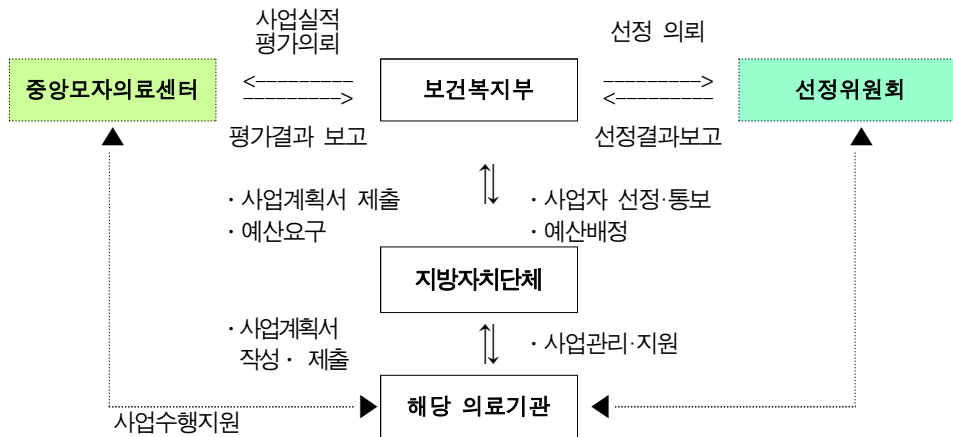 사업실적
평가의뢰
선정 의뢰
중앙모자의료센터
보건복지부
선정위원회
평가결과 보고
선정결과보고
· 사업계획서 제출
· 예산요구
· 사업자 선정·통보
· 예산배정
지방자치단체
· 사업계획서
작성· 제출
· 사업관리·지원
해당 의료기관
사업수행지원